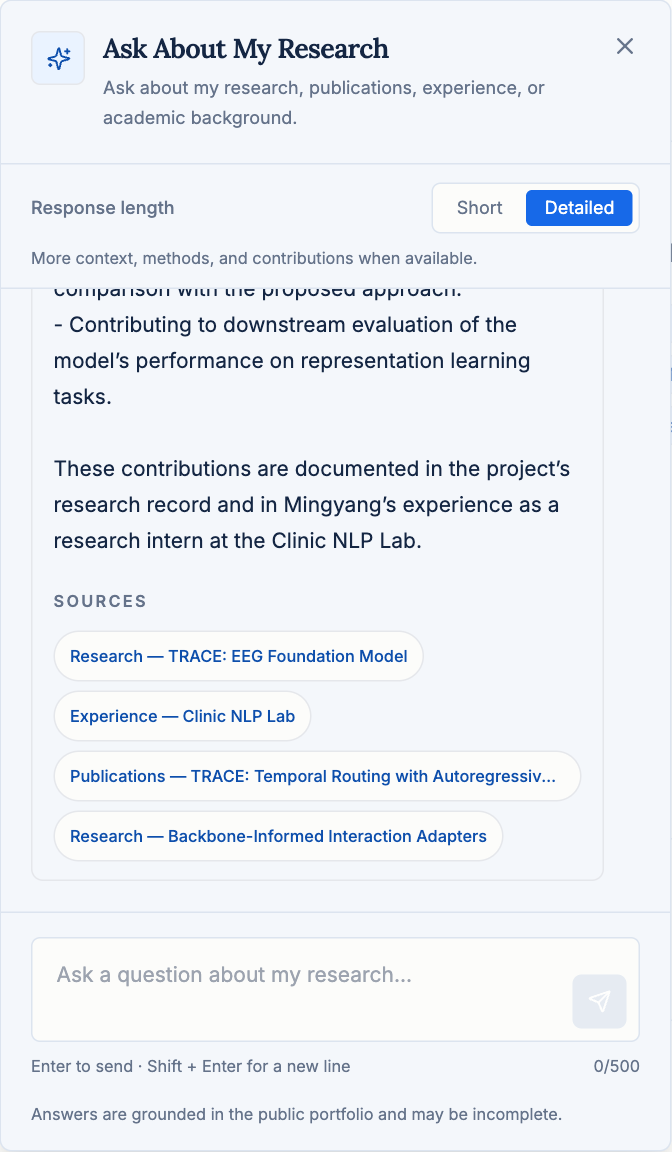 Ask About My Research
Ask about my research, publications, experience, or
academic background.
Response length
Short
Detailed
More context, methods, and contributions when available.
comparison with the proposed approach.
- Contributing to downstream evaluation of the
model’s performance on representation learning
tasks.
These contributions are documented in the project’s
research record and in Mingyang’s experience as a
research intern at the Clinic NLP Lab.
SOURCES
Research — TRACE: EEG Foundation Model
Experience — Clinic NLP Lab
Publications — TRACE: Temporal Routing with Autoregressiv...
Research — Backbone-Informed Interaction Adapters
Ask a question about my research...
Enter to send · Shift + Enter for a new line
0/500
Answers are grounded in the public portfolio and may be incomplete.